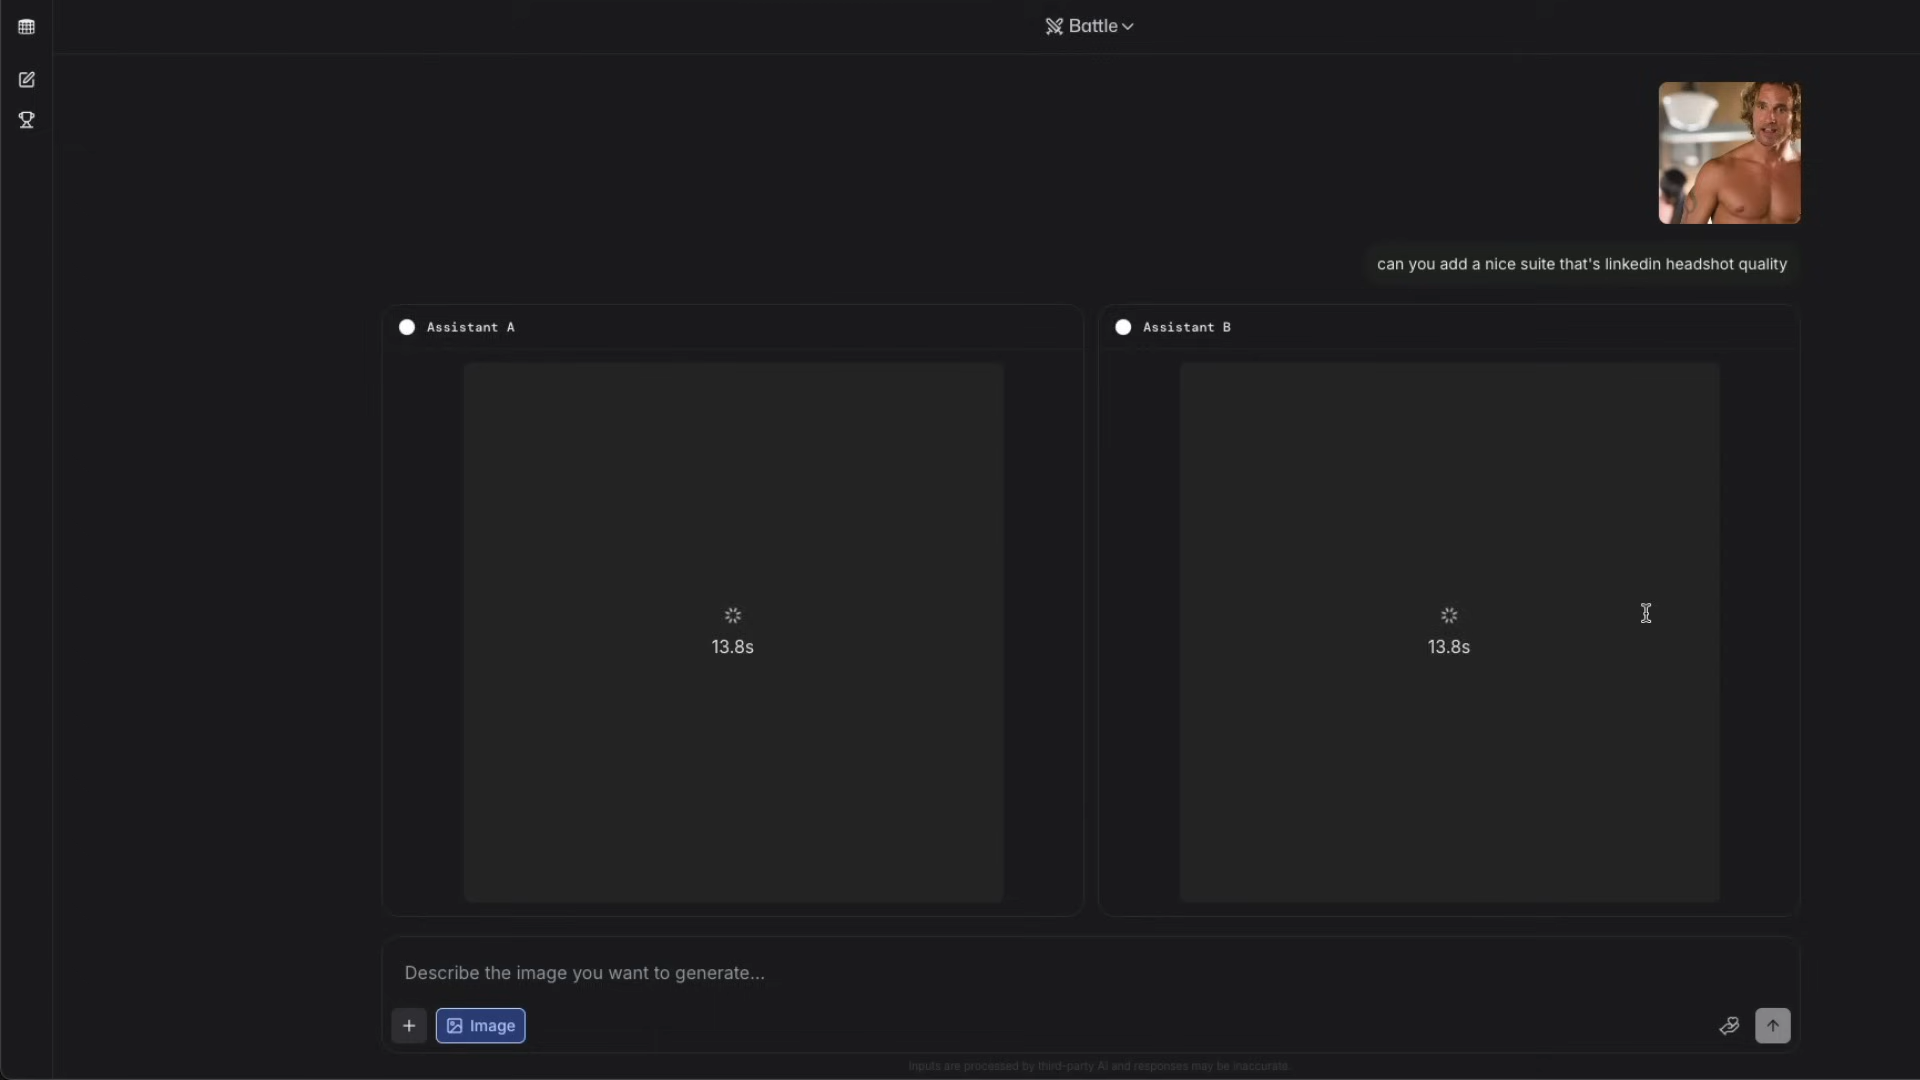 Battle
can you add a nice suite that's linkedin headshot quality
Assistant A
Assistant B
13.8s
13.8s
Describe the image you want to generate...
Image
Inputs are processed by third-party AI and responses may be inaccurate.